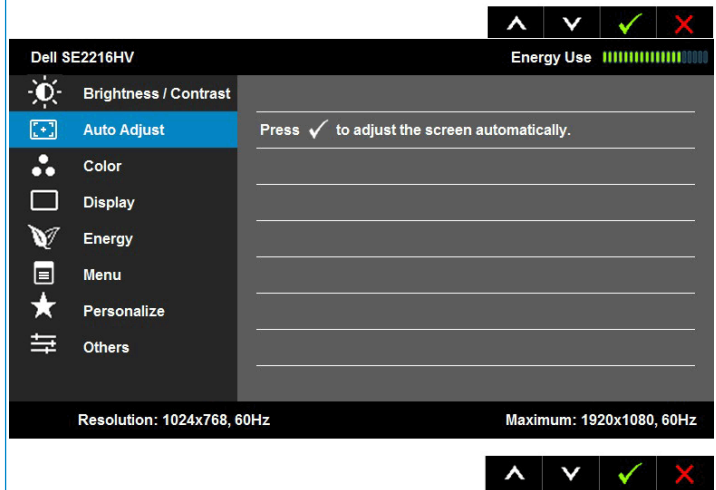 Dell SE2216HV Energy Use
Brightness / Contrast
Auto Adjust Press ✓ to adjust the screen automatically.
Color
Display
Energy
Menu
Personalize
Others
Resolution: 1024x768, 60Hz Maximum: 1920x1080, 60Hz